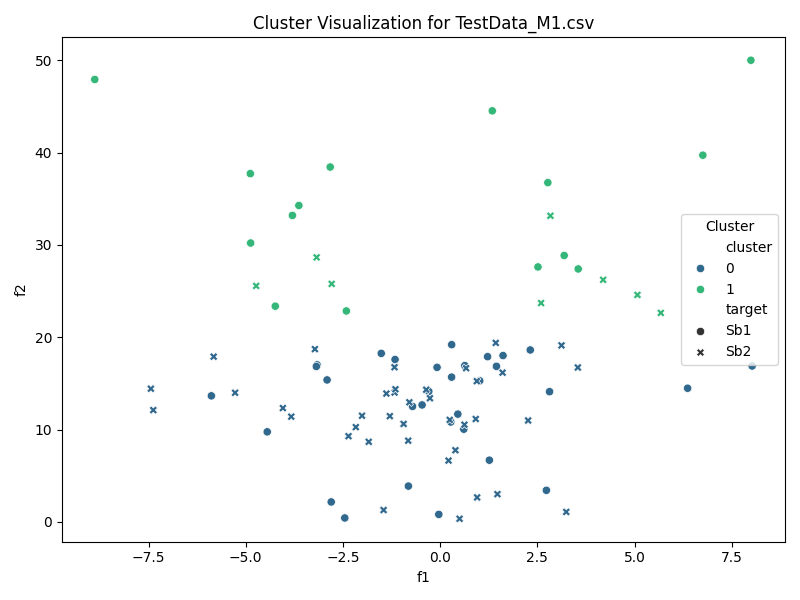 Cluster Visualization for TestData_M1.csv
50
40
30
20
10
0
f2
Cluster
cluster
0
1
target
Sb1
Sb2
−7.5
−5.0
−2.5
0.0
2.5
5.0
7.5
f1